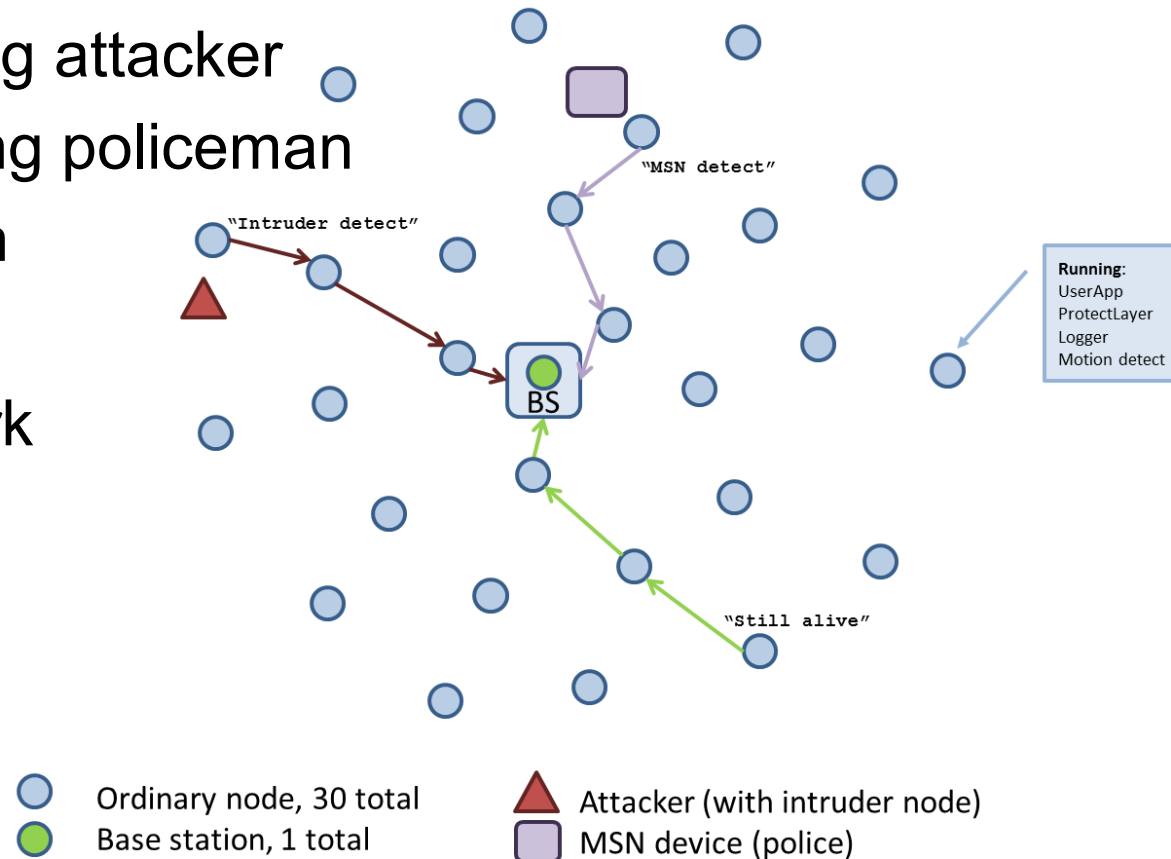 g attacker
ng policeman
"MSN detect"
"Intruder detect"
Running:
UserApp
ProtectLayer
Logger
Motion detect
BS
rk
"Still alive"
Ordinary node, 30 total
Attacker (with intruder node)
Base station, 1 total
MSN device (police)